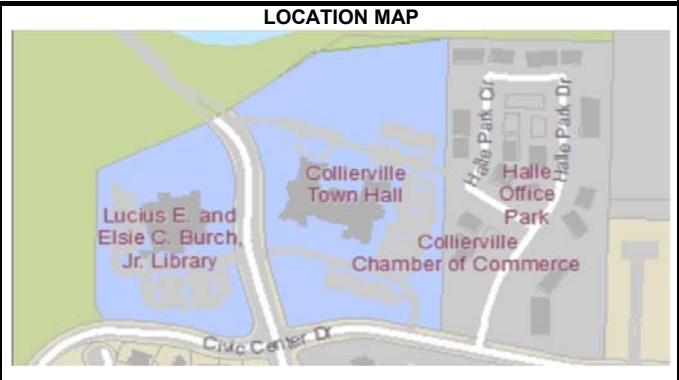 LOCATION MAP
Halle Park Cir
Halle Park Dr
Collierville
Town Hall
Halle
Office
Park
Lucius E. and
Elsie C. Burch,
Jr. Library
Collierville
Chamber of Commerce
Civic Center Dr